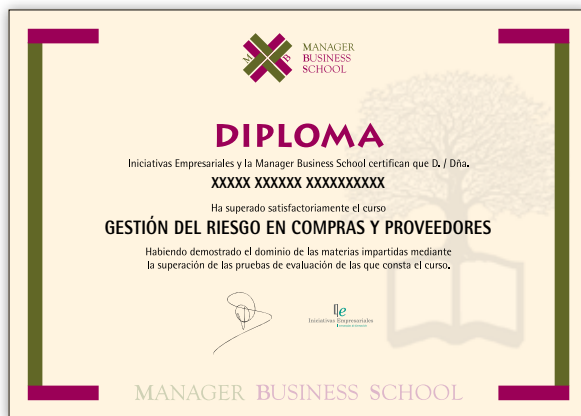 M B
MANAGER
BUSINESS
SCHOOL
DIPLOMA
Iniciativas Empresariales y la Manager Business School certifican que D. / Dña.
XXXXX XXXXXX XXXXXXXXXX
Ha superado satisfactoriamente el curso
GESTIÓN DEL RIESGO EN COMPRAS Y PROVEEDORES
Habiendo demostrado el dominio de las materias impartidas mediante
la superación de las pruebas de evaluación de las que consta el curso.
Iniciativas Empresariales
MANAGER BUSINESS SCHOOL